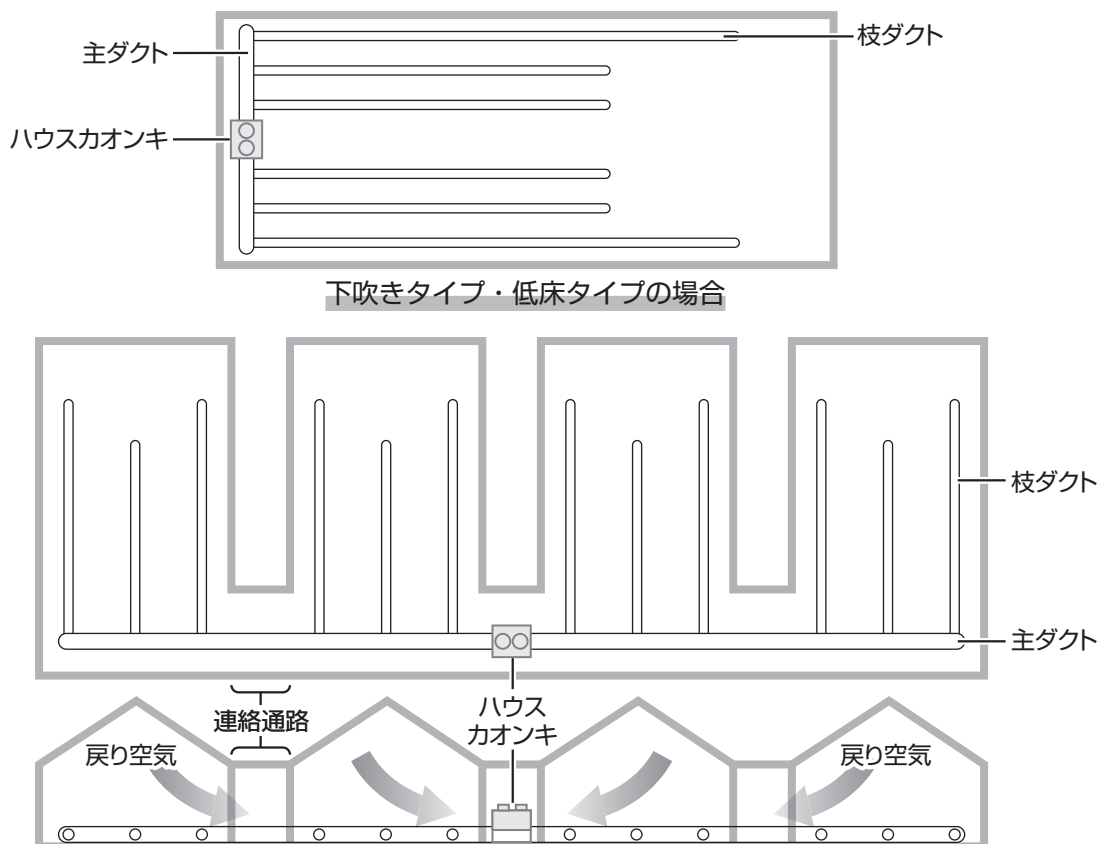 主ダクト
枝ダクト
ハウスカオンキ
下吹きタイプ・低床タイプの場合
枝ダクト
主ダクト
連絡通路
ハウス
カオンキ
戻り空気
戻り空気